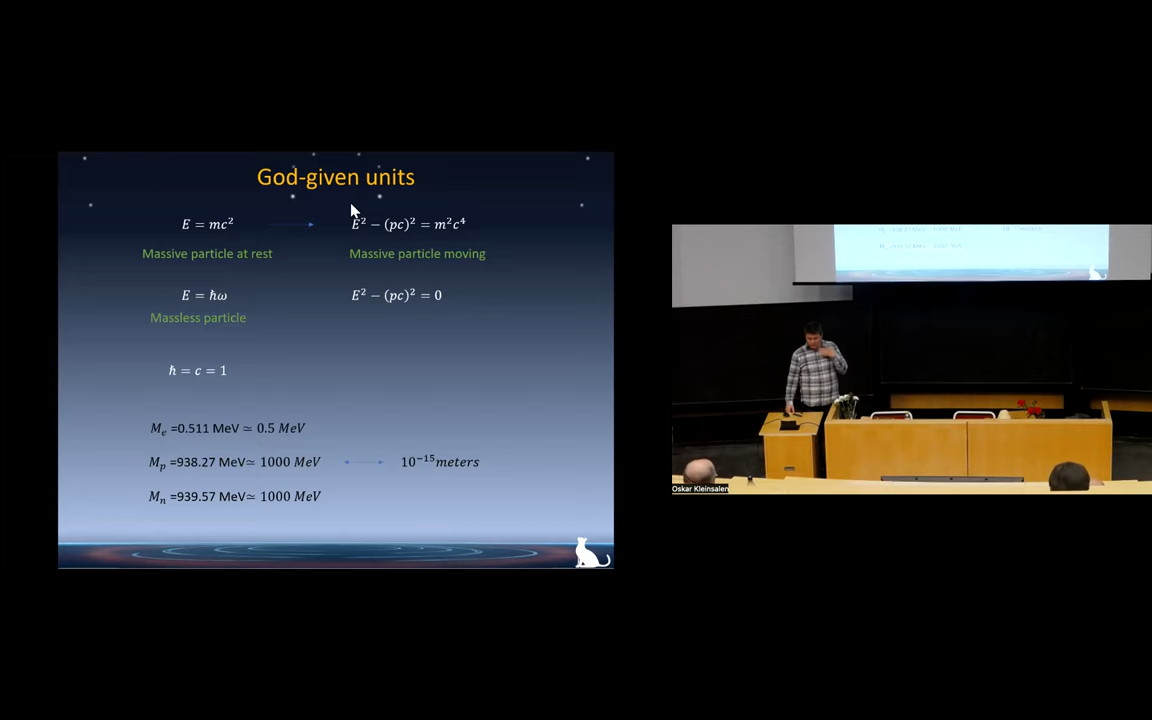 God-given units
E = mc²
E² − (pc)² = m²c⁴
Massive particle at rest
Massive particle moving
E = ħω
E² − (pc)² = 0
Massless particle
ħ = c = 1
Mₑ =0.511 MeV ≃ 0.5 MeV
Mₚ =938.27 MeV≃ 1000 MeV
10⁻¹⁵meters
Mₙ =939.57 MeV≃ 1000 MeV
Oskar Kleinsalen